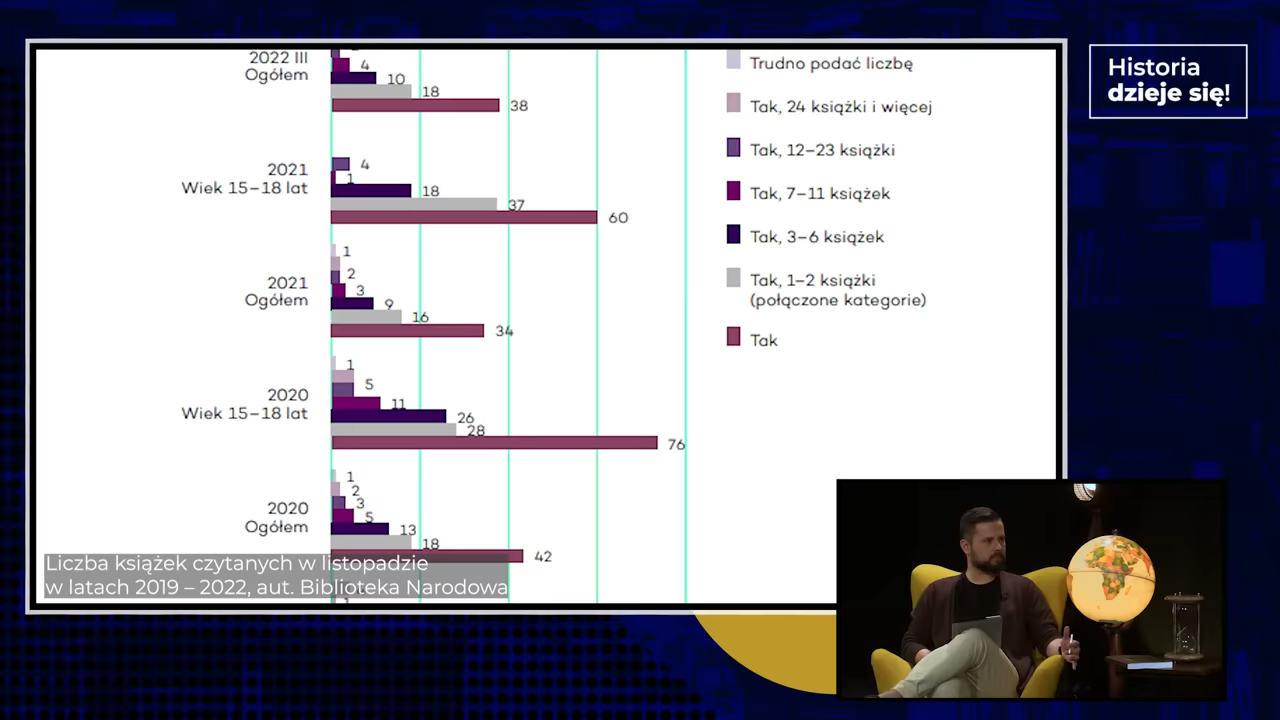 2022 III
Ogółem
4
10
18
38
2021
Wiek 15–18 lat
4
1
18
37
60
2021
Ogółem
1
2
3
9
16
34
2020
Wiek 15–18 lat
1
5
11
26
28
76
2020
Ogółem
1
2
3
5
13
18
42
Trudno podać liczbę
Tak, 24 książki i więcej
Tak, 12–23 książki
Tak, 7–11 książek
Tak, 3–6 książek
Tak, 1–2 książki
(połączone kategorie)
Tak
Liczba książek czytanych w listopadzie
w latach 2019 – 2022, aut. Biblioteka Narodowa
Historia
dzieje się!